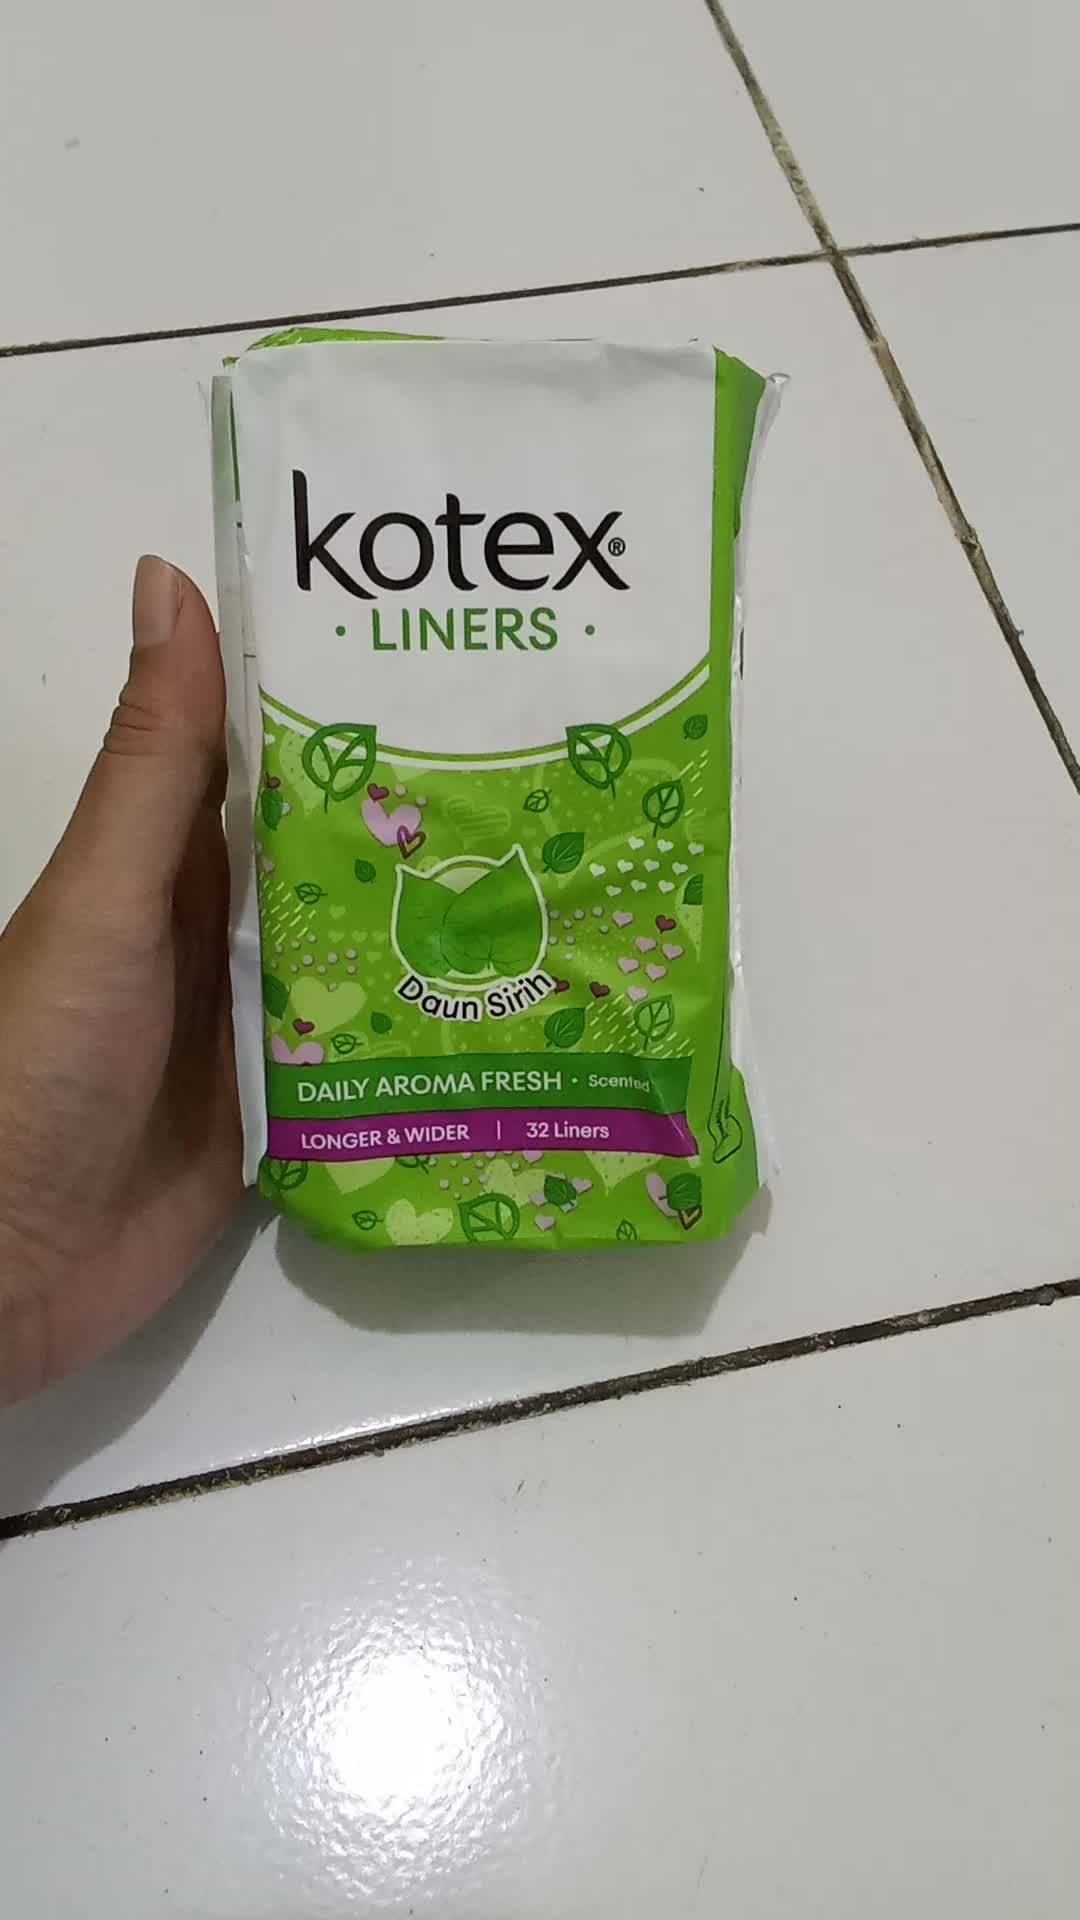 kotex®
• LINERS •
Daun Sirih
DAILY AROMA FRESH • Scented
LONGER & WIDER | 32 Liners